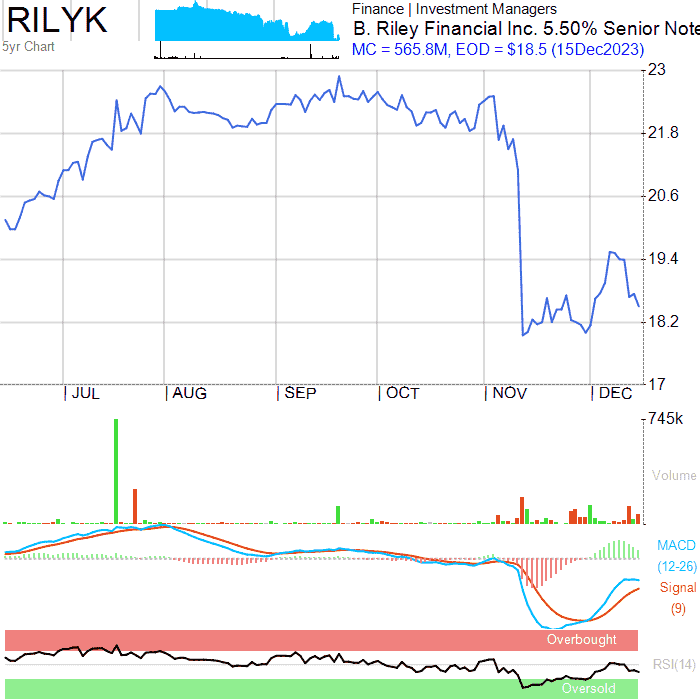 RILYK
5yr Chart
Finance | Investment Managers
B. Riley Financial Inc. 5.50% Senior Note
MC = 565.8M, EOD = $18.5 (15Dec2023)
23
21.8
20.6
19.4
18.2
17
JUL AUG SEP OCT NOV DEC
745k
Volume
MACD
(12-26)
Signal
(9)
Overbought
RSI(14)
Oversold